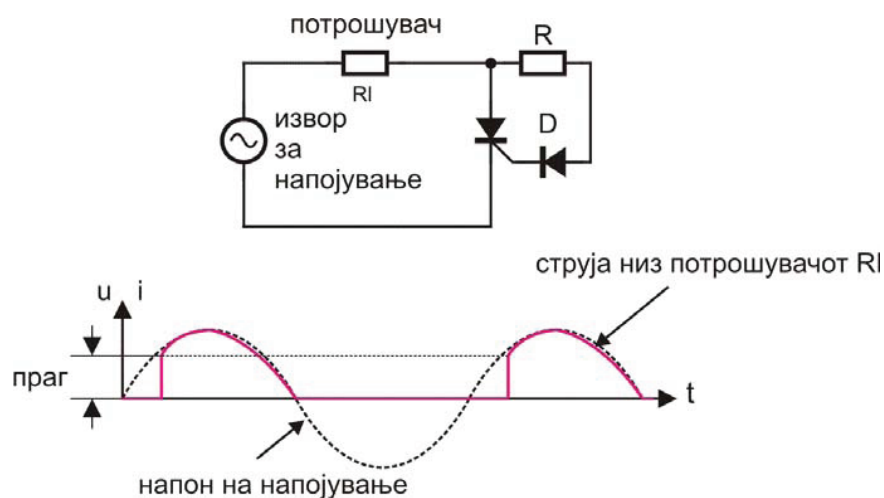 потрошувач
R
Rl
D
извор
за
напојување
струја низ потрошувачот Rl
u i
праг
t
напон на напојување